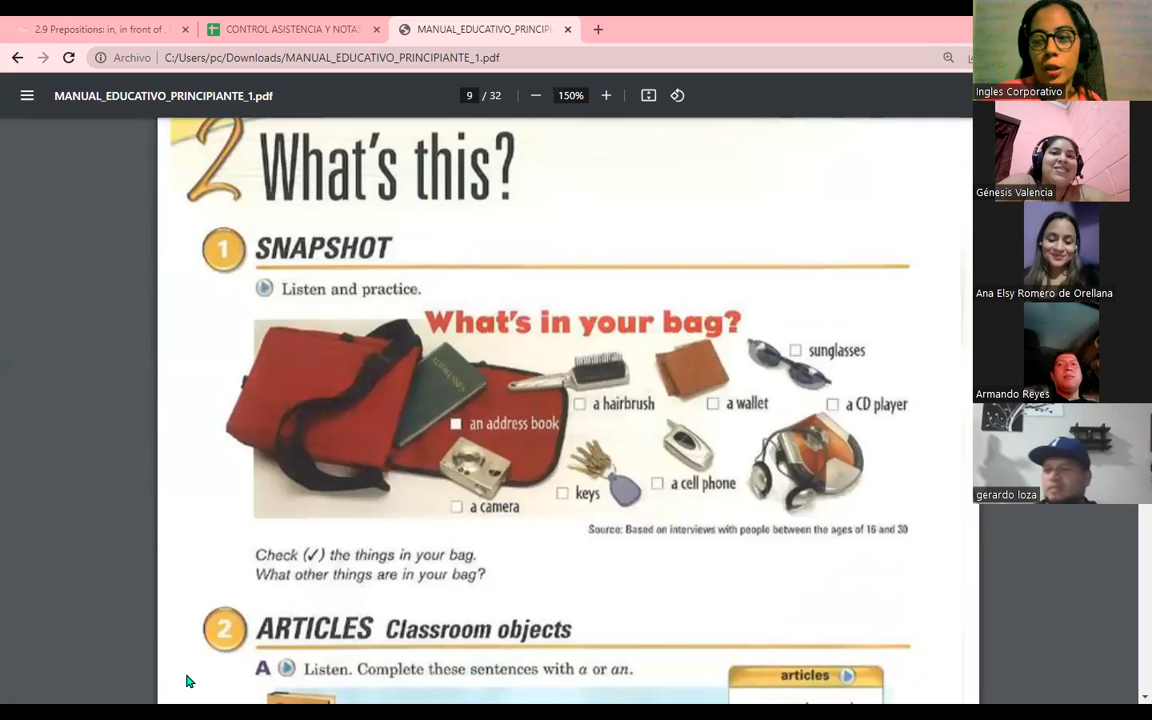 2.9 Prepositions: in, in front of
CONTROL ASISTENCIA Y NOTAS
MANUAL_EDUCATIVO_PRINCIPI
Archivo
C:/Users/pc/Downloads/MANUAL_EDUCATIVO_PRINCIPIANTE_1.pdf
MANUAL_EDUCATIVO_PRINCIPIANTE_1.pdf
9 / 32
150%
Ingles Corporativo
Génesis Valencia
Ana Elsy Romero de Orellana
Armando Reyes
gerardo loza
2 What's this?
1 SNAPSHOT
Listen and practice.
What's in your bag?
ADDRESSES
sunglasses
a hairbrush
a wallet
a CD player
an address book
a cell phone
keys
a camera
Source: Based on interviews with people between the ages of 16 and 30
Check (✓) the things in your bag.
What other things are in your bag?
2 ARTICLES Classroom objects
A Listen. Complete these sentences with a or an.
articles